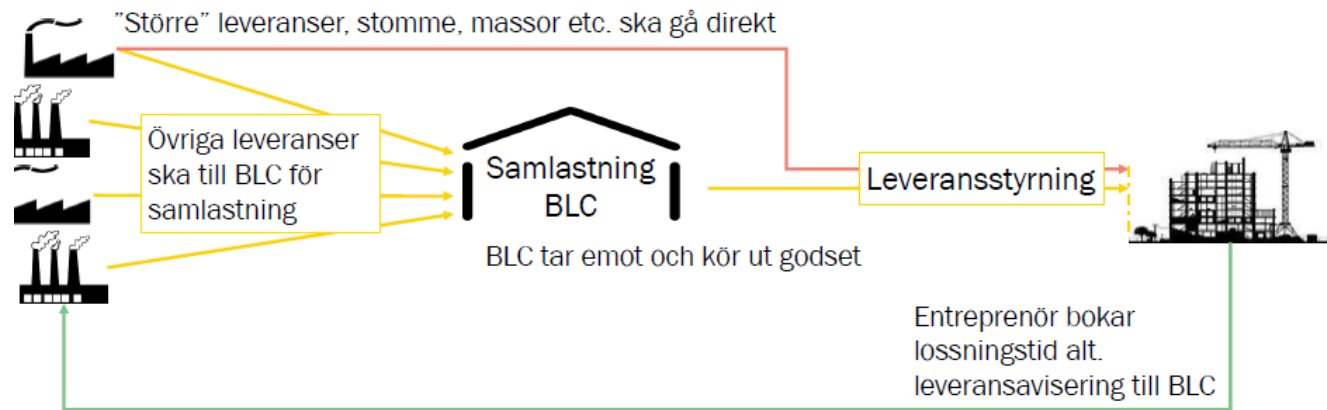 ”Större” leveranser, stomme, massor etc. ska gå direkt
Övriga leveranser
ska till BLC för
samlastning
Samlastning
BLC
Leveransstyrning
BLC tar emot och kör ut godset
Entreprenör bokar
lossningstid alt.
leveransavisering till BLC